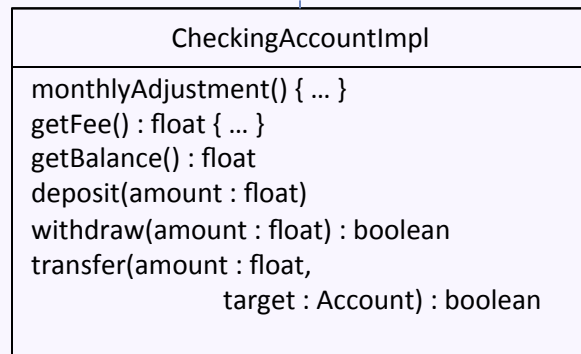 CheckingAccountImpl
monthlyAdjustment() { … }
getFee() : float { … }
getBalance() : float
deposit(amount : float)
withdraw(amount : float) : boolean
transfer(amount : float,
target : Account) : boolean